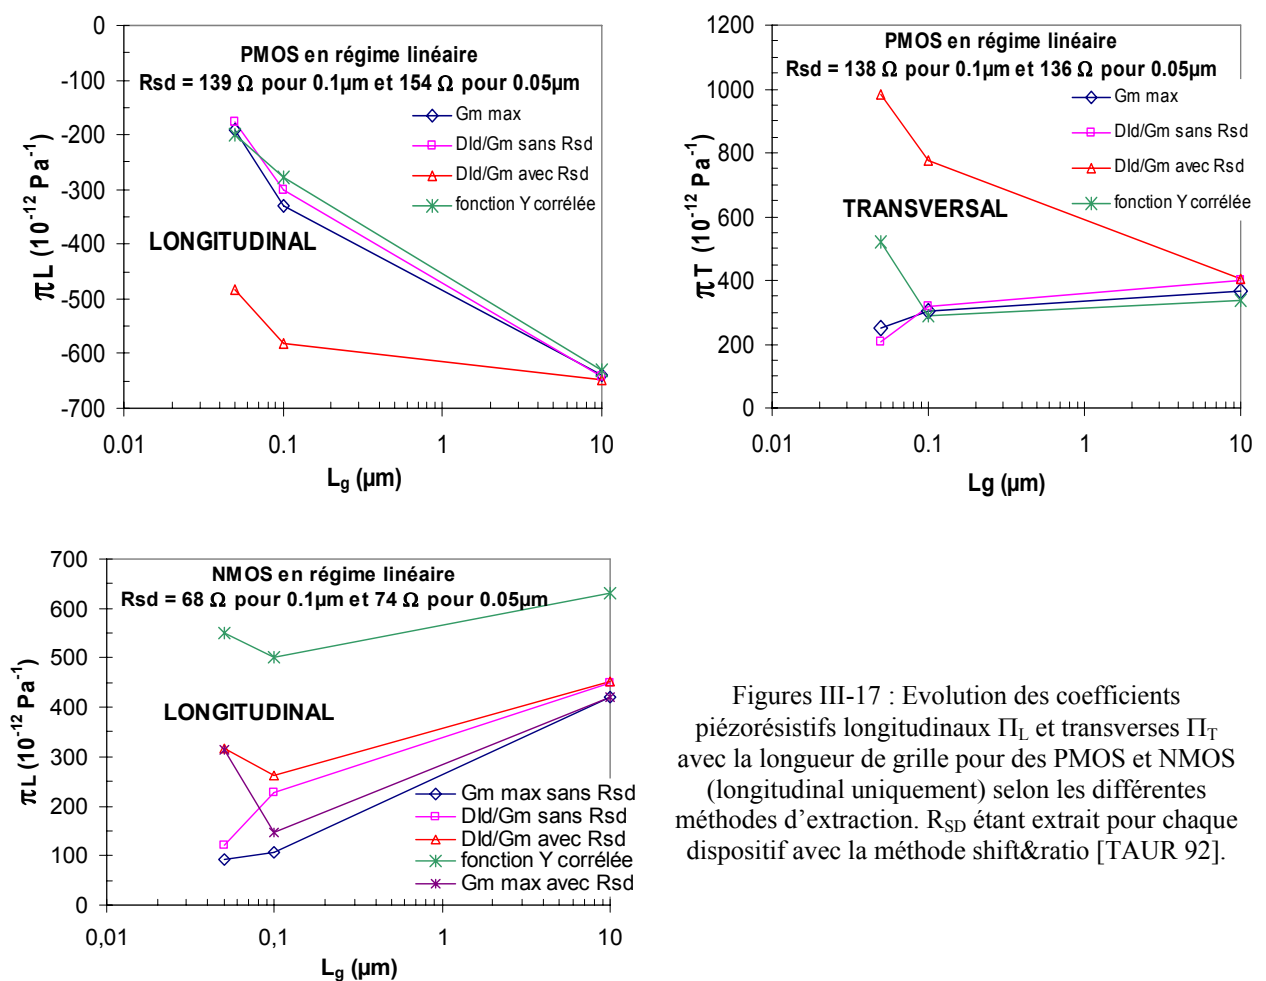 PMOS en régime linéaire
Rsd = 139 Ω pour 0.1µm et 154 Ω pour 0.05µm
Gm max
DId/Gm sans Rsd
DId/Gm avec Rsd
fonction Y corrélée
LONGITUDINAL
πL (10⁻¹² Pa⁻¹)
0
-100
-200
-300
-400
-500
-600
-700
0.01 0.1 1 10
Lg (µm)
PMOS en régime linéaire
Rsd = 138 Ω pour 0.1µm et 136 Ω pour 0.05µm
Gm max
DId/Gm sans Rsd
DId/Gm avec Rsd
fonction Y corrélée
TRANSVERSAL
πT (10⁻¹² Pa⁻¹)
1200
1000
800
600
400
200
0
0.01 0.1 1 10
Lg (µm)
NMOS en régime linéaire
Rsd = 68 Ω pour 0.1µm et 74 Ω pour 0.05µm
LONGITUDINAL
Gm max sans Rsd
DId/Gm sans Rsd
DId/Gm avec Rsd
fonction Y corrélée
Gm max avec Rsd
πL (10⁻¹² Pa⁻¹)
700
600
500
400
300
200
100
0
0,01 0,1 1 10
Lg (µm)
Figures III-17 : Evolution des coefficients
piézorésistifs longitudinaux ΠL et transverses ΠT
avec la longueur de grille pour des PMOS et NMOS
(longitudinal uniquement) selon les différentes
méthodes d’extraction. RSD étant extrait pour chaque
dispositif avec la méthode shift&ratio [TAUR 92].